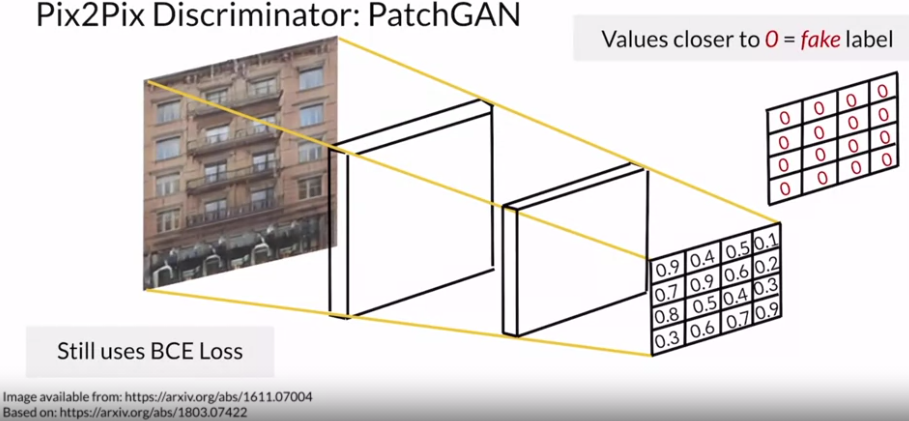 Pix2Pix Discriminator: PatchGAN
Values closer to 0 = fake label
0 0 0 0
0 0 0 0
0 0 0 0
0 0 0 0
0.9 0.4 0.5 0.1
0.7 0.9 0.6 0.2
0.8 0.5 0.4 0.3
0.3 0.6 0.7 0.9
Still uses BCE Loss
Image available from: https://arxiv.org/abs/1611.07004
Based on: https://arxiv.org/abs/1803.07422